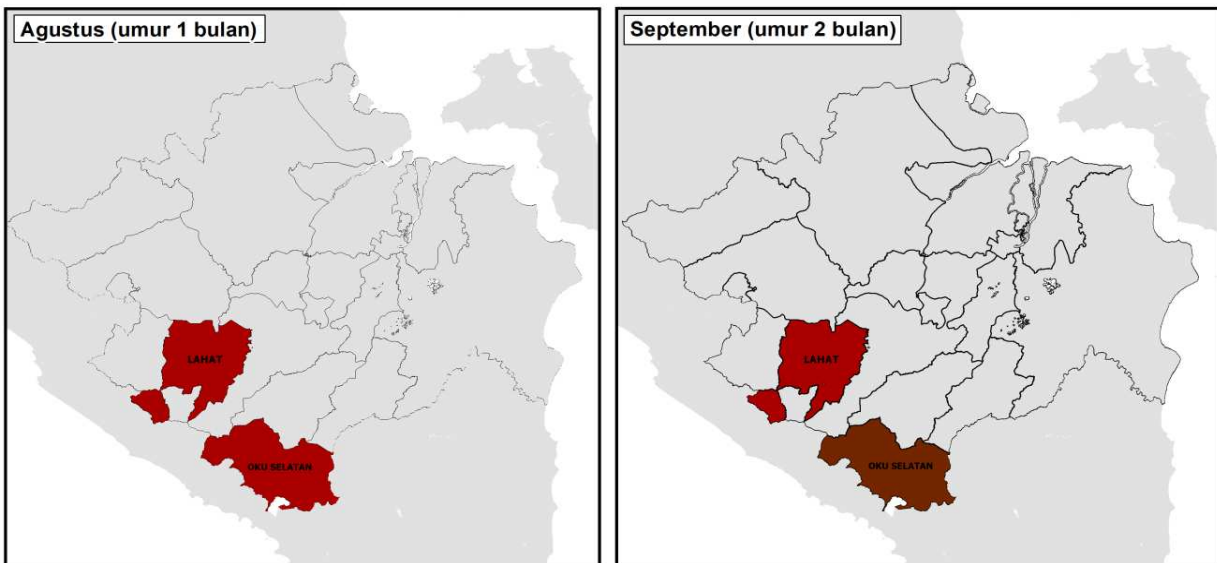 Agustus (umur 1 bulan)
LAHAT
OKU SELATAN
September (umur 2 bulan)
LAHAT
OKU SELATAN